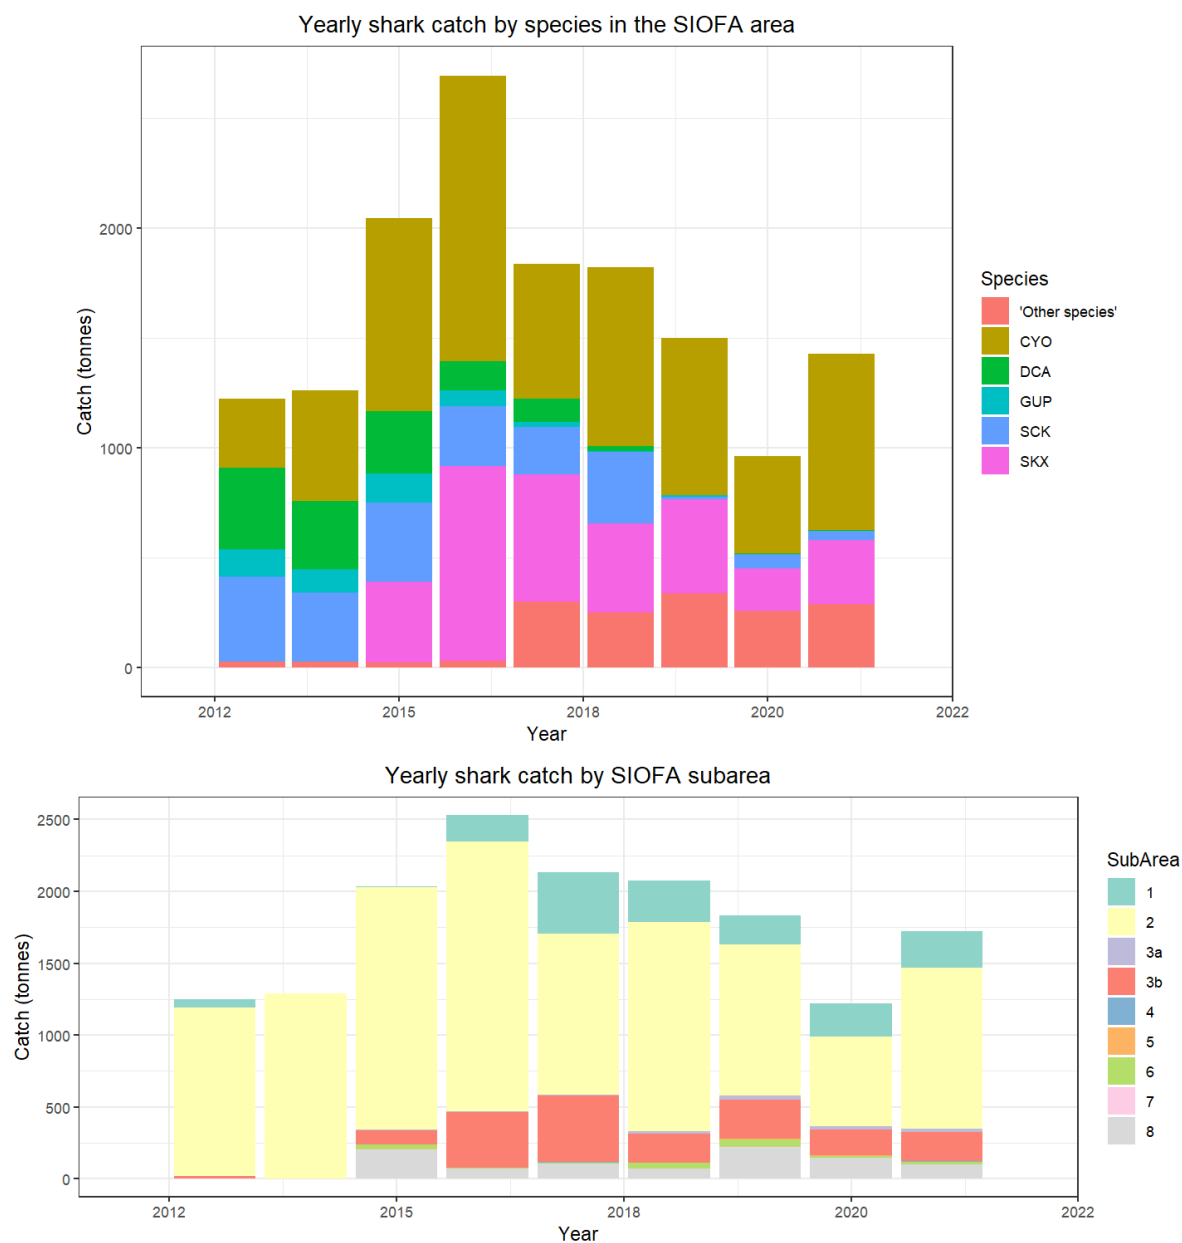 Yearly shark catch by species in the SIOFA area
Catch (tonnes)
2000
1000
0
2012 2015 2018 2020 2022
Year
Species
'Other species'
CYO
DCA
GUP
SCK
SKX
Yearly shark catch by SIOFA subarea
Catch (tonnes)
2500
2000
1500
1000
500
0
2012 2015 2018 2020 2022
Year
SubArea
1
2
3a
3b
4
5
6
7
8